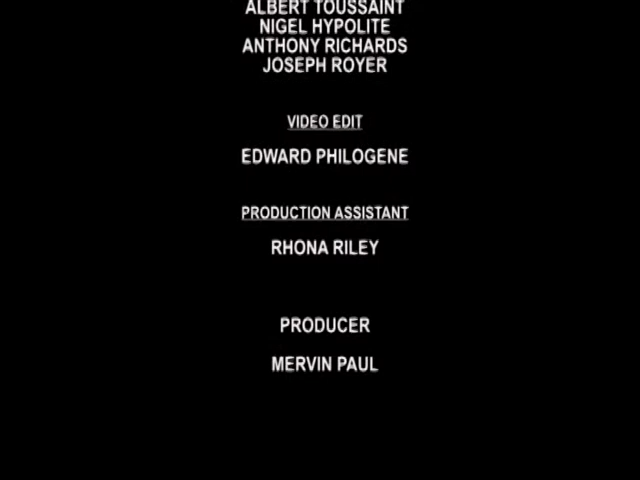 ALBERT TOUSSAINT
NIGEL HYPOLITE
ANTHONY RICHARDS
JOSEPH ROYER
VIDEO EDIT
EDWARD PHILOGENE
PRODUCTION ASSISTANT
RHONA RILEY
PRODUCER
MERVIN PAUL